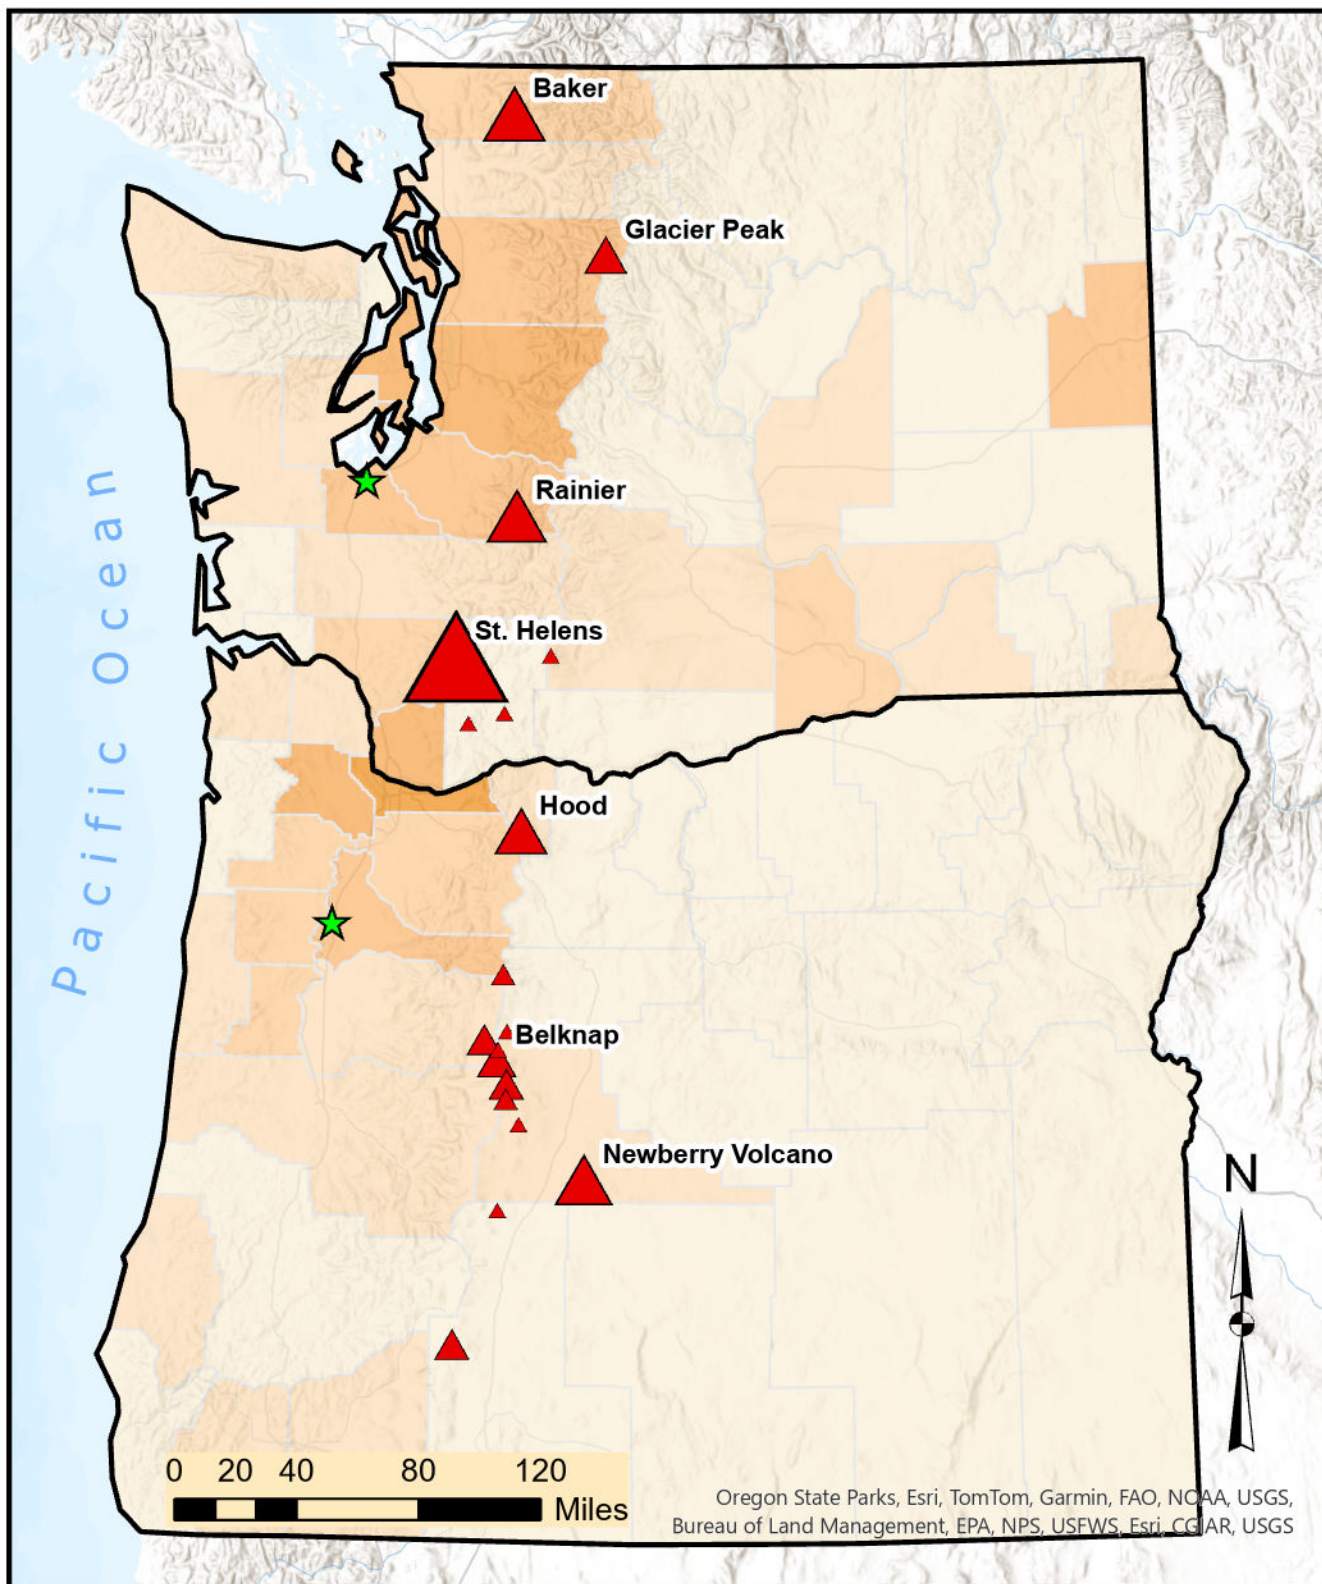 Baker
Glacier Peak
Rainier
St. Helens
Pacific Ocean
Hood
Belknap
Newberry Volcano
N
0 20 40 80 120
Miles
Oregon State Parks, Esri, TomTom, Garmin, FAO, NOAA, USGS,
Bureau of Land Management, EPA, NPS, USFWS, Esri, CGIAR, USGS